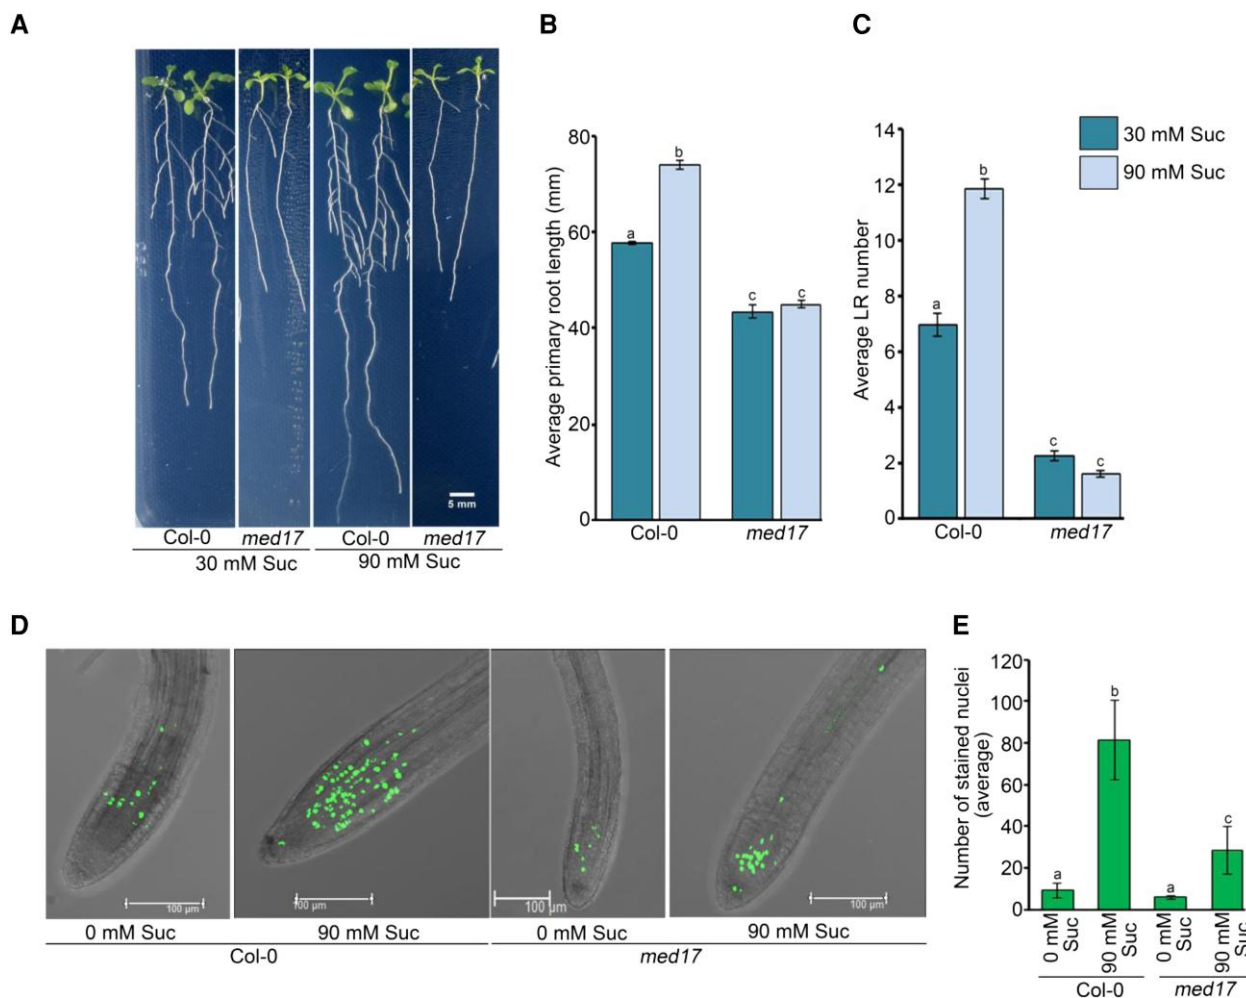 A
Col-0 med17 Col-0 med17
30 mM Suc 90 mM Suc
5 mm
B
Average primary root length (mm)
80
60
40
20
0
a
b
c
c
Col-0 med17
C
Average LR number
14
12
10
8
6
4
2
0
a
b
c
c
Col-0 med17
30 mM Suc
90 mM Suc
D
100 µm
100 µm
100 µm
100 µm
0 mM Suc 90 mM Suc 0 mM Suc 90 mM Suc
Col-0 med17
E
Number of stained nuclei
(average)
120
100
80
60
40
20
0
a
b
a
c
0 mM
Suc
90 mM
Suc
0 mM
Suc
90 mM
Suc
Col-0 med17